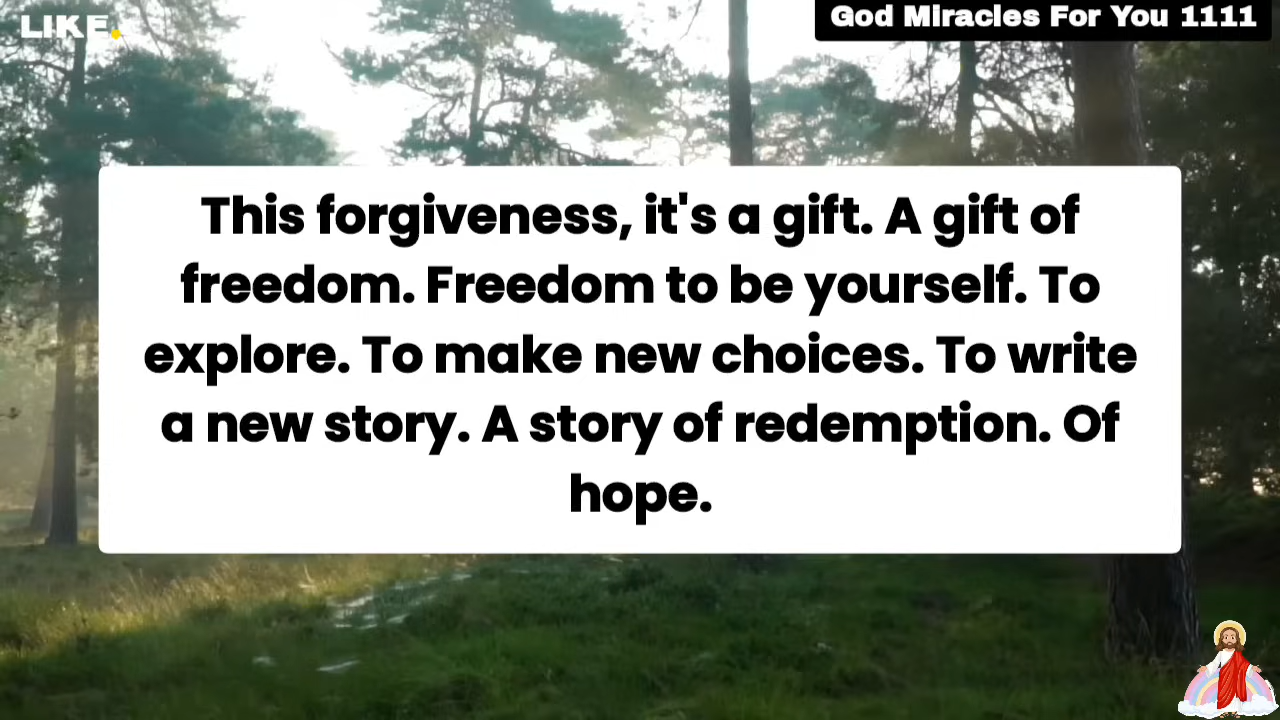 LIKE.
God Miracles For You 1111
This forgiveness, it's a gift. A gift of
freedom. Freedom to be yourself. To
explore. To make new choices. To write
a new story. A story of redemption. Of
hope.